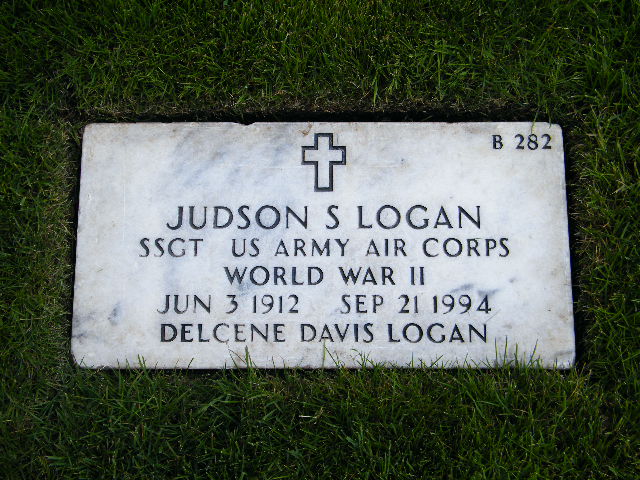 B 282
JUDSON S LOGAN
SSGT US ARMY AIR CORPS
WORLD WAR II
JUN 3 1912 SEP 21 1994
DELCENE DAVIS LOGAN